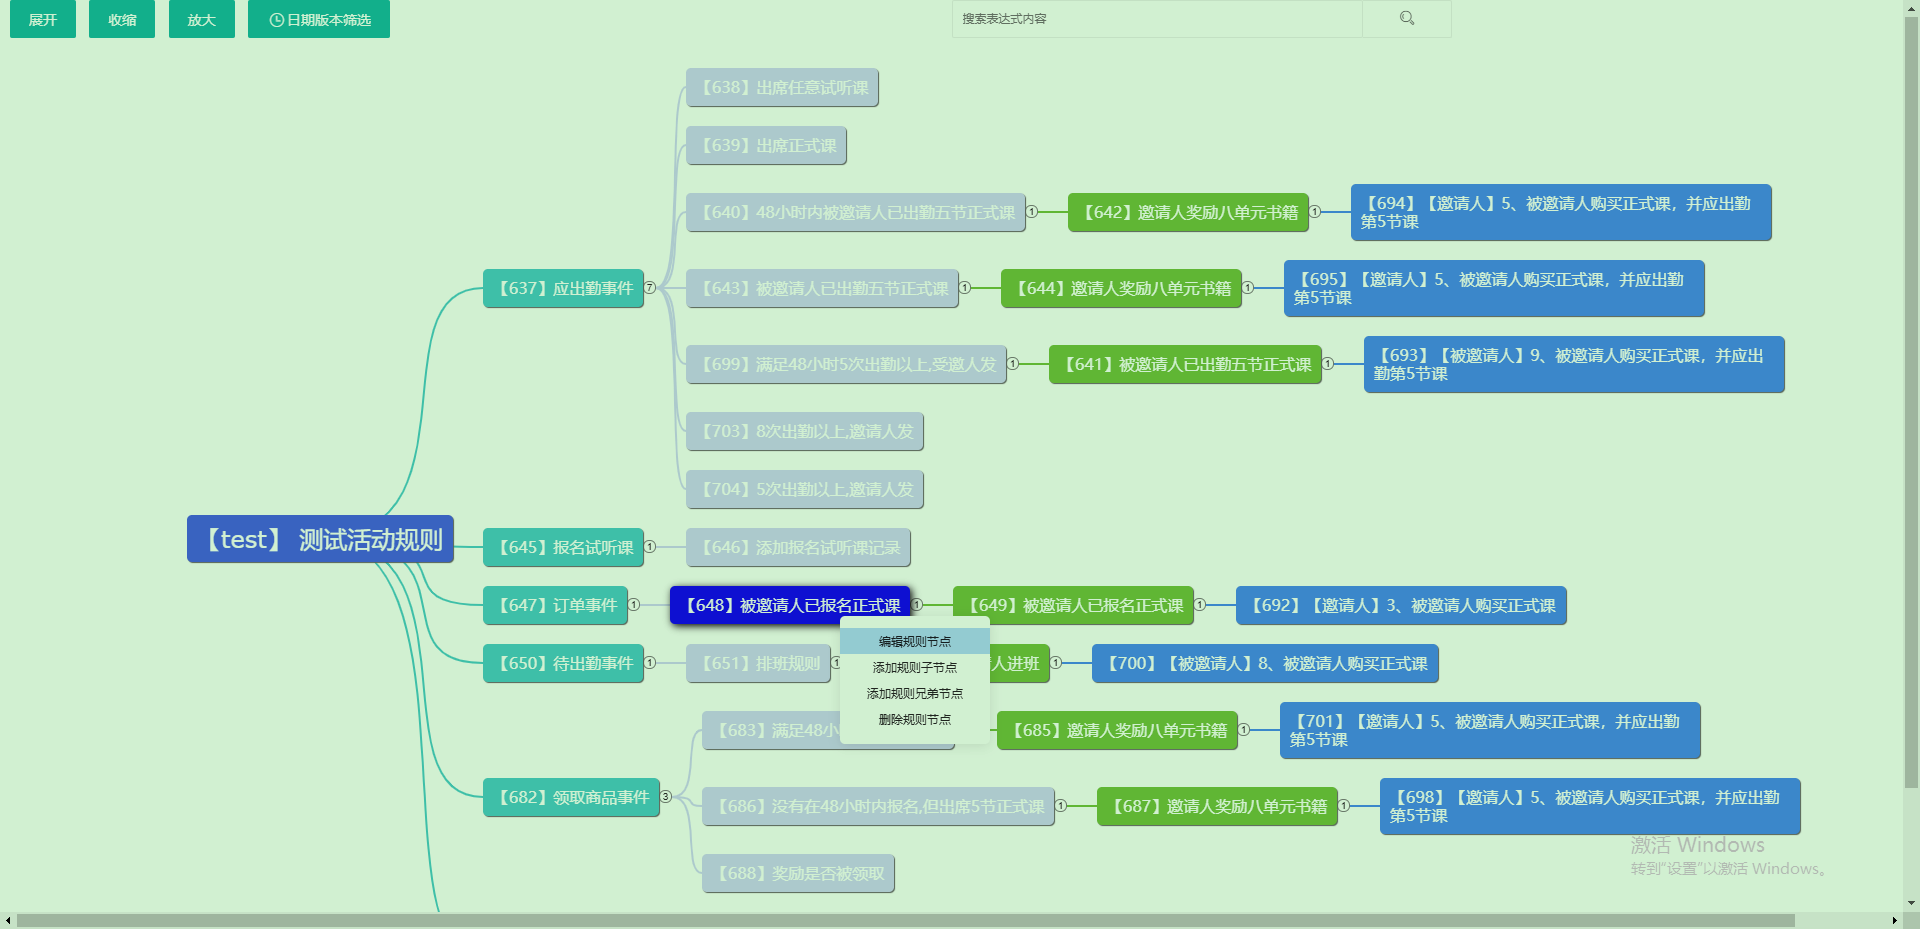 展开 收缩 放大 日期版本筛选
搜索表达式内容
【638】出席任意试听课
【639】出席正式课
【640】48小时内被邀请人已出勤五节正式课 1 【642】邀请人奖励八单元书籍 1 【694】【邀请人】5、被邀请人购买正式课，并应出勤
第5节课
【637】应出勤事件 7 【643】被邀请人已出勤五节正式课 1 【644】邀请人奖励八单元书籍 1 【695】【邀请人】5、被邀请人购买正式课，并应出勤
第5节课
【699】满足48小时5次出勤以上,受邀人发 1 【641】被邀请人已出勤五节正式课 1 【693】【被邀请人】9、被邀请人购买正式课，并应出
勤第5节课
【703】8次出勤以上,邀请人发
【704】5次出勤以上,邀请人发
【test】 测试活动规则
【645】报名试听课 1 【646】添加报名试听课记录
【647】订单事件 1 【648】被邀请人已报名正式课 1 【649】被邀请人已报名正式课 1 【692】【邀请人】3、被邀请人购买正式课
编辑规则节点
添加规则子节点
添加规则兄弟节点
删除规则节点
【650】待出勤事件 1 【651】排班规则 1 人进班 1 【700】【被邀请人】8、被邀请人购买正式课
【683】满足48小 【685】邀请人奖励八单元书籍 1 【701】【邀请人】5、被邀请人购买正式课，并应出勤
第5节课
【682】领取商品事件 3 【686】没有在48小时内报名,但出席5节正式课 1 【687】邀请人奖励八单元书籍 1 【698】【邀请人】5、被邀请人购买正式课，并应出勤
第5节课
【688】奖励是否被领取
激活 Windows
转到“设置”以激活 Windows。